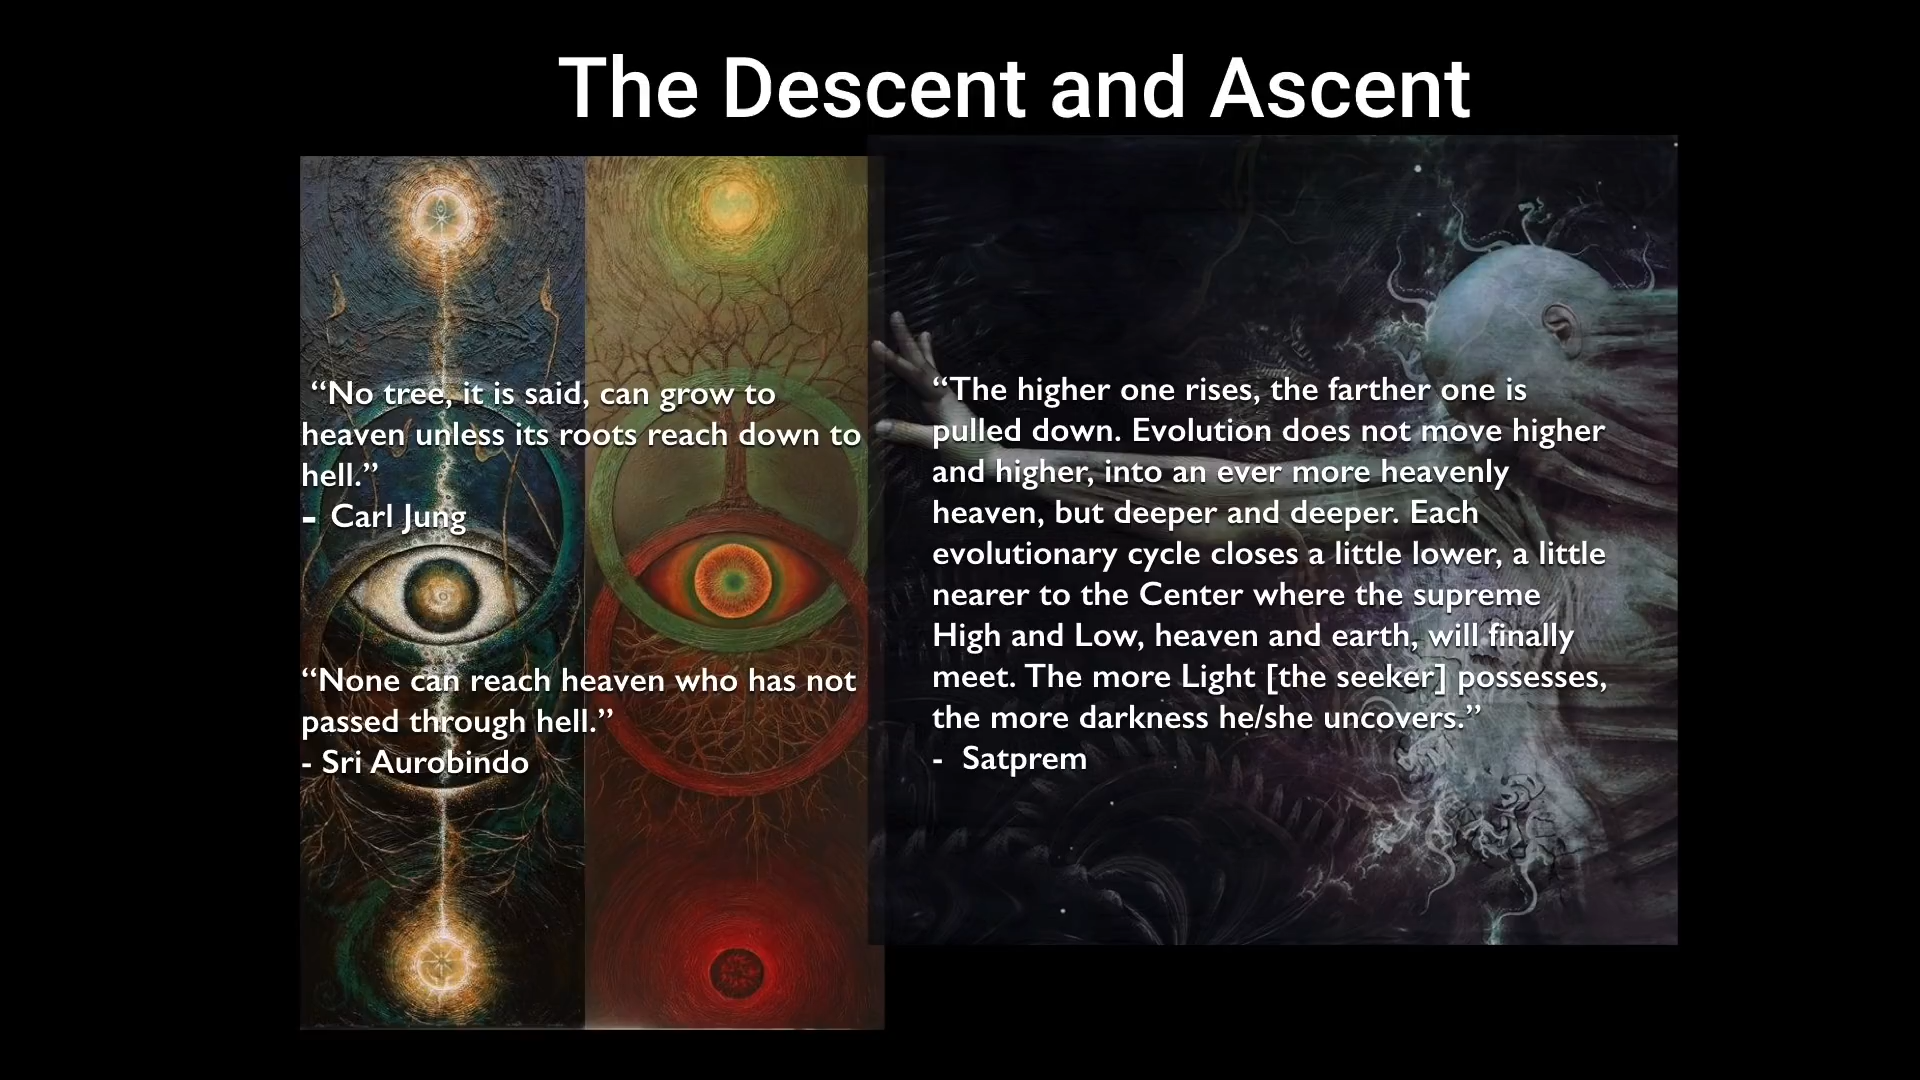 The Descent and Ascent
“No tree, it is said, can grow to
heaven unless its roots reach down to
hell.”
- Carl Jung
“None can reach heaven who has not
passed through hell.”
- Sri Aurobindo
“The higher one rises, the farther one is
pulled down. Evolution does not move higher
and higher, into an ever more heavenly
heaven, but deeper and deeper. Each
evolutionary cycle closes a little lower, a little
nearer to the Center where the supreme
High and Low, heaven and earth, will finally
meet. The more Light [the seeker] possesses,
the more darkness he/she uncovers.”
- Satprem